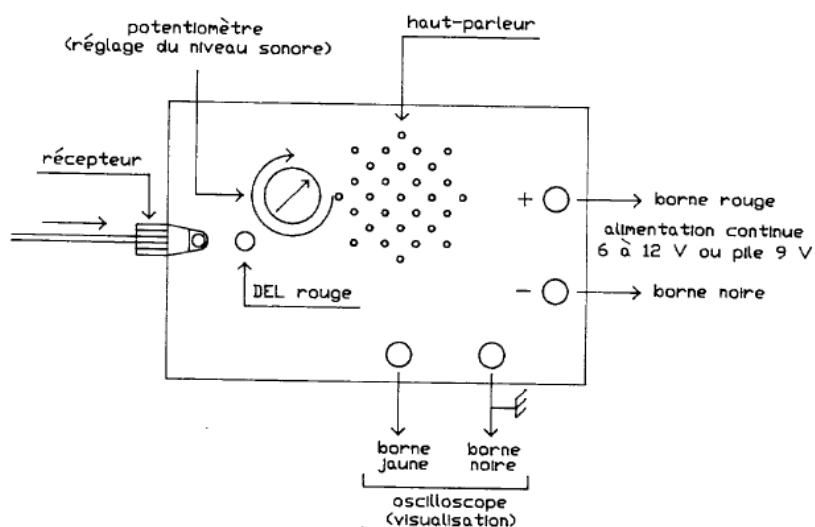 potentiomètre
(réglage du niveau sonore)
haut-parleur
récepteur
+
borne rouge
alimentation continue
6 à 12 V ou pile 9 V
DEL rouge
-
borne noire
borne
jaune
borne
noire
oscilloscope
(visualisation)